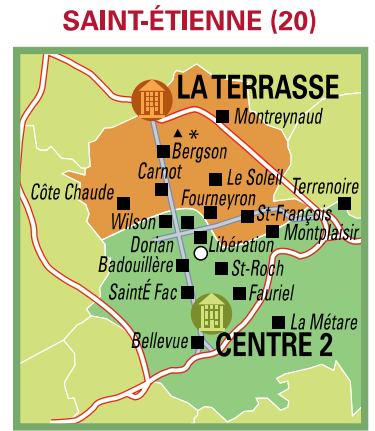 SAINT-ÉTIENNE (20)
LA TERRASSE
Montreynaud
*
Bergson
Carnot
Le Soleil
Terrenoire
Côte Chaude
Fourneyron
St-François
Wilson
Montplaisir
Dorian
Libération
Badouillère
St-Roch
SaintÉ Fac
Fauriel
La Métare
Bellevue
CENTRE 2